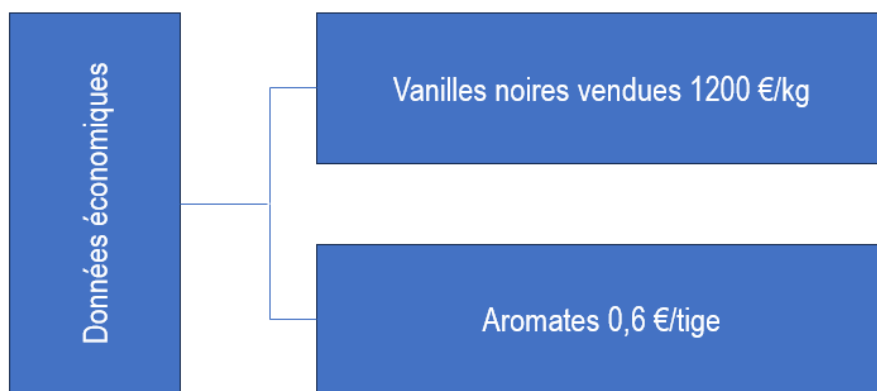 Données économiques
Vanilles noires vendues 1200 €/kg
Aromates 0,6 €/tige